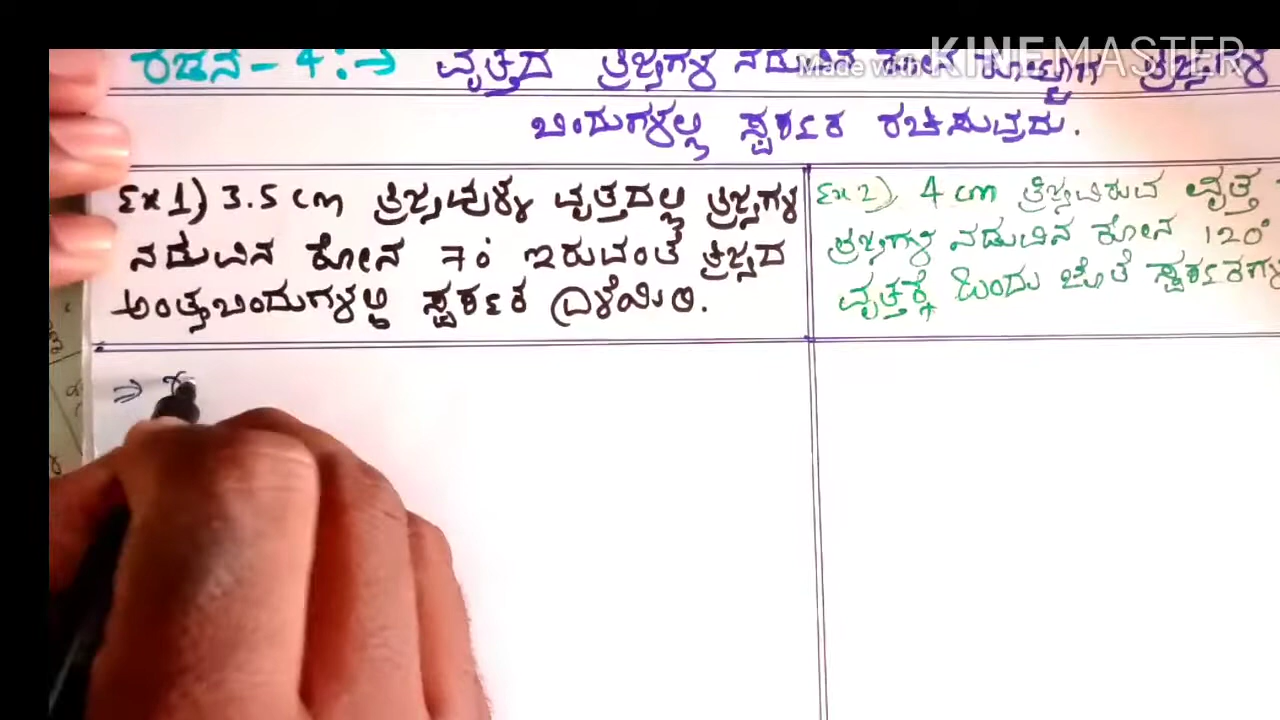 ರಚನೆ - 4 :→ ವೃತ್ತದ ತ್ರಿಜ್ಯಗಳ ನಡುವಿನ ಕೋನ ಕೊಟ್ಟಾಗ ತ್ರಿಜ್ಯಗಳ
Made with KINEMASTER
ಬಿಂದುಗಳಲ್ಲಿ ಸ್ಪರ್ಶಕ ರಚಿಸುವುದು.
Ex 1) 3.5 cm ತ್ರಿಜ್ಯವುಳ್ಳ ವೃತ್ತದಲ್ಲಿ ತ್ರಿಜ್ಯಗಳ
ನಡುವಿನ ಕೋನ 70° ಇರುವಂತೆ ತ್ರಿಜ್ಯದ
ಅಂತ್ಯಬಿಂದುಗಳಲ್ಲಿ ಸ್ಪರ್ಶಕ ಎಳೆಯಿರಿ.
Ex 2) 4 cm ತ್ರಿಜ್ಯವಿರುವ ವೃತ್ತ
ತ್ರಿಜ್ಯಗಳ ನಡುವಿನ ಕೋನ 120°
ವೃತ್ತಕ್ಕೆ ಒಂದು ಜೊತೆ ಸ್ಪರ್ಶಕಗಳ
⇒